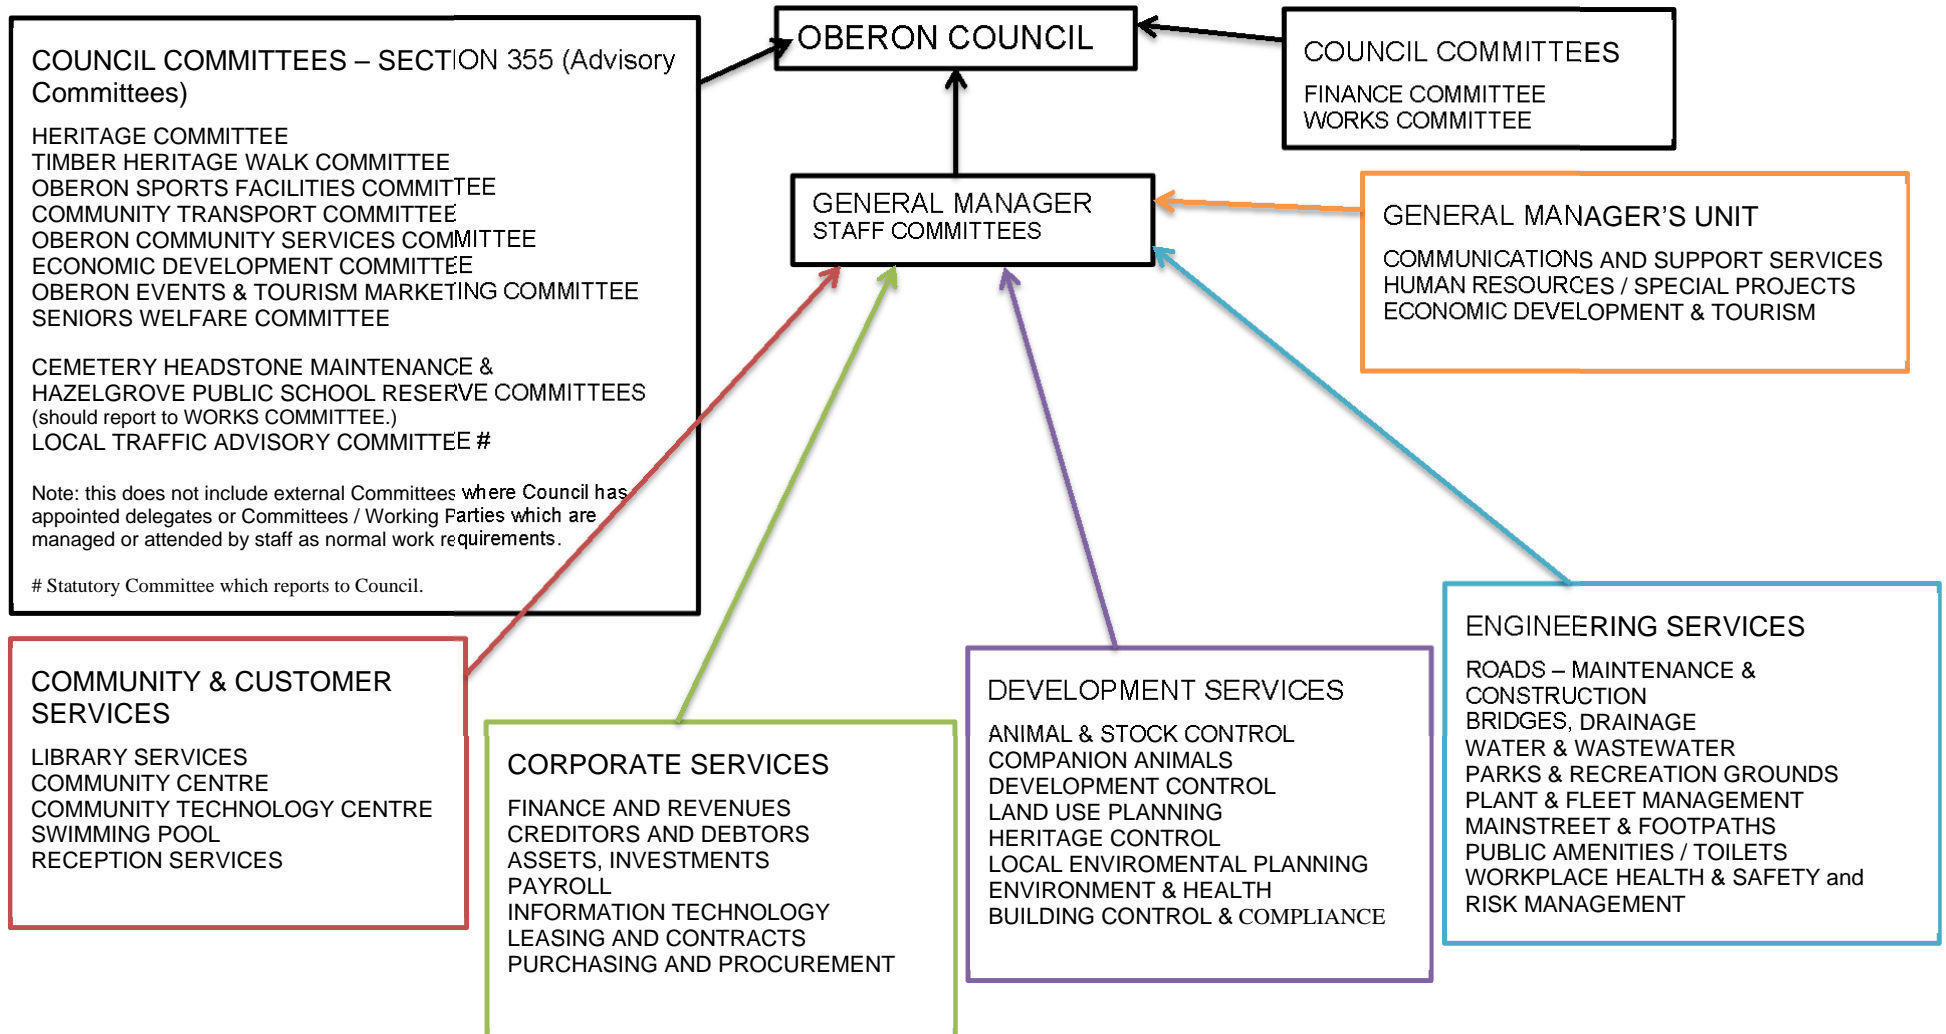 OBERON COUNCIL
COUNCIL COMMITTEES – SECTION 355 (Advisory
Committees)
HERITAGE COMMITTEE
TIMBER HERITAGE WALK COMMITTEE
OBERON SPORTS FACILITIES COMMITTEE
COMMUNITY TRANSPORT COMMITTEE
OBERON COMMUNITY SERVICES COMMITTEE
ECONOMIC DEVELOPMENT COMMITTEE
OBERON EVENTS & TOURISM MARKETING COMMITTEE
SENIORS WELFARE COMMITTEE
CEMETERY HEADSTONE MAINTENANCE &
HAZELGROVE PUBLIC SCHOOL RESERVE COMMITTEES
(should report to WORKS COMMITTEE.)
LOCAL TRAFFIC ADVISORY COMMITTEE #
Note: this does not include external Committees where Council has
appointed delegates or Committees / Working Parties which are
managed or attended by staff as normal work requirements.
# Statutory Committee which reports to Council.
COUNCIL COMMITTEES
FINANCE COMMITTEE
WORKS COMMITTEE
GENERAL MANAGER
STAFF COMMITTEES
GENERAL MANAGER'S UNIT
COMMUNICATIONS AND SUPPORT SERVICES
HUMAN RESOURCES / SPECIAL PROJECTS
ECONOMIC DEVELOPMENT & TOURISM
COMMUNITY & CUSTOMER
SERVICES
LIBRARY SERVICES
COMMUNITY CENTRE
COMMUNITY TECHNOLOGY CENTRE
SWIMMING POOL
RECEPTION SERVICES
CORPORATE SERVICES
FINANCE AND REVENUES
CREDITORS AND DEBTORS
ASSETS, INVESTMENTS
PAYROLL
INFORMATION TECHNOLOGY
LEASING AND CONTRACTS
PURCHASING AND PROCUREMENT
DEVELOPMENT SERVICES
ANIMAL & STOCK CONTROL
COMPANION ANIMALS
DEVELOPMENT CONTROL
LAND USE PLANNING
HERITAGE CONTROL
LOCAL ENVIROMENTAL PLANNING
ENVIRONMENT & HEALTH
BUILDING CONTROL & COMPLIANCE
ENGINEERING SERVICES
ROADS – MAINTENANCE &
CONSTRUCTION
BRIDGES, DRAINAGE
WATER & WASTEWATER
PARKS & RECREATION GROUNDS
PLANT & FLEET MANAGEMENT
MAINSTREET & FOOTPATHS
PUBLIC AMENITIES / TOILETS
WORKPLACE HEALTH & SAFETY and
RISK MANAGEMENT